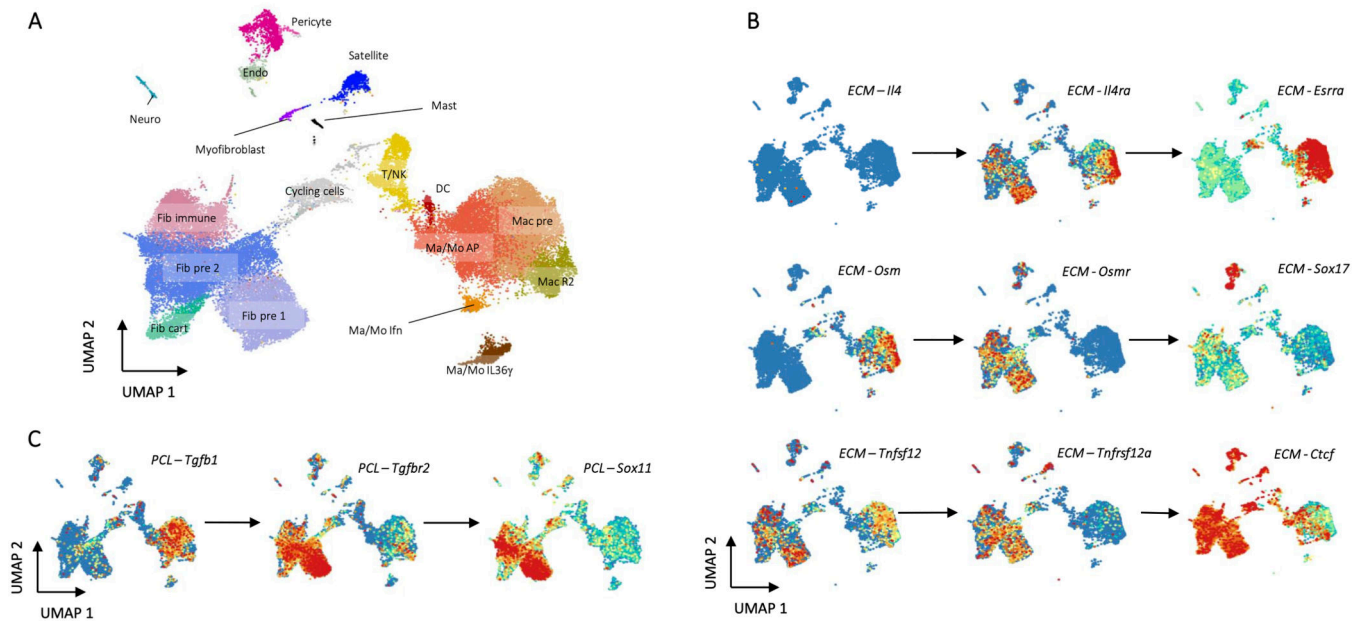 A
Pericyte
Satellite
Endo
Mast
Neuro
Myofibroblast
T/NK
Cycling cells
DC
Fib immune
Mac pre
Ma/Mo AP
Fib pre 2
Mac R2
Fib pre 1
Fib cart
Ma/Mo Ifn
Ma/Mo IL36γ
UMAP 2
UMAP 1
B
ECM – Il4
ECM - Il4ra
ECM - Esrra
ECM - Osm
ECM - Osmr
ECM - Sox17
ECM – Tnfsf12
ECM – Tnfrsf12a
ECM - Ctcf
UMAP 2
UMAP 1
C
PCL – Tgfb1
PCL – Tgfbr2
PCL – Sox11
UMAP 2
UMAP 1